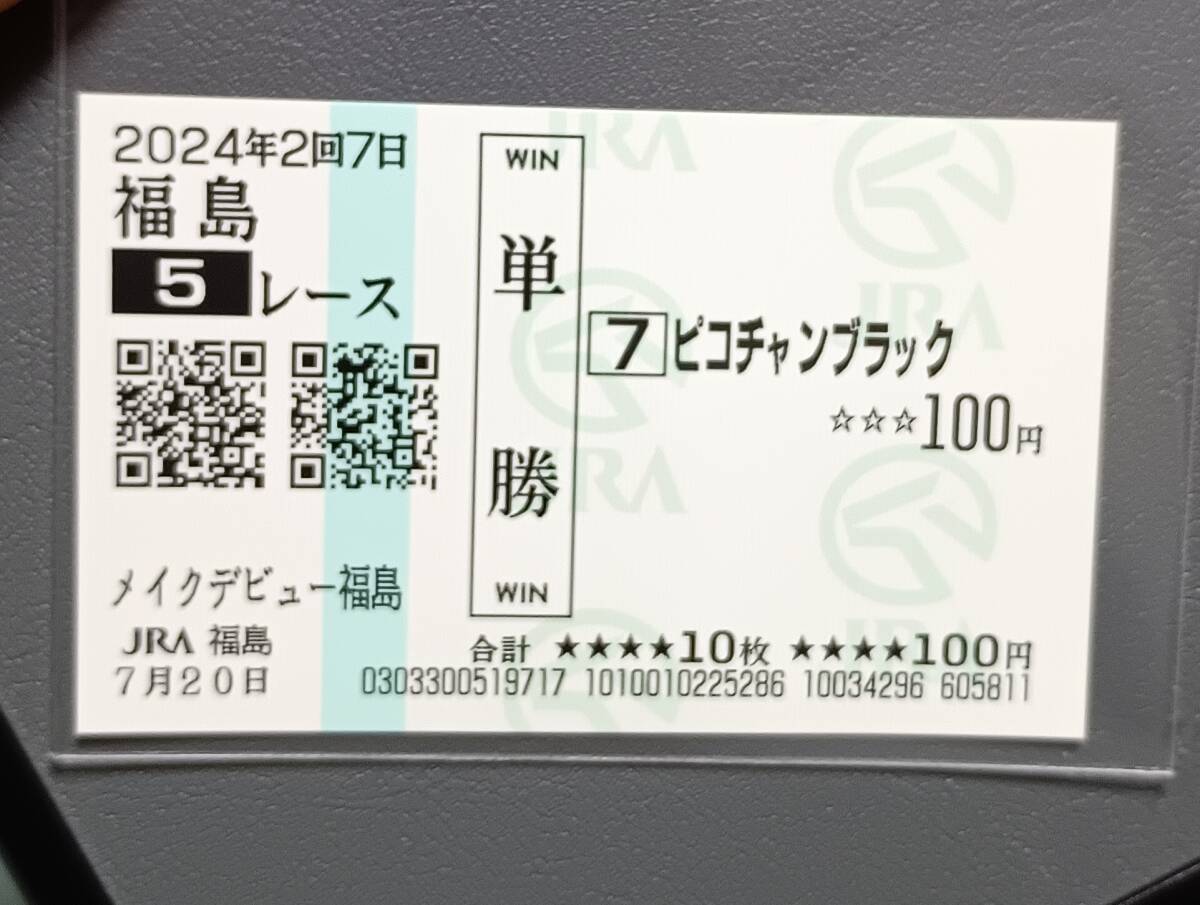 2024年2回7日
福島
5レース
メイクデビュー福島
JRA 福島
7月20日
WIN
単勝
WIN
7 ピコチャンブラック
☆☆☆100円
合計 ★★★★10枚 ★★★★100円
0303300519717 1010010225286 10034296 605811
JRA
JRA
JRA